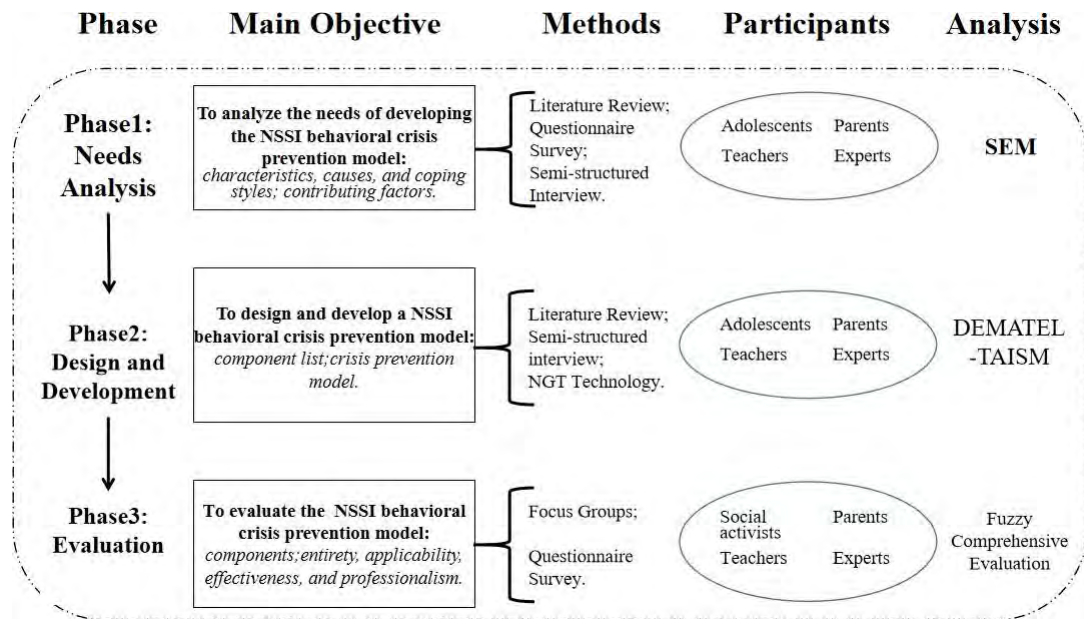 Phase Main Objective Methods Participants Analysis
Phase1:
Needs
Analysis
To analyze the needs of developing
the NSSI behavioral crisis
prevention model:
characteristics, causes, and coping
styles; contributing factors.
Literature Review;
Questionnaire
Survey;
Semi-structured
Interview.
Adolescents Parents
Teachers Experts
SEM
Phase2:
Design and
Development
To design and develop a NSSI
behavioral crisis prevention model:
component list;crisis prevention
model.
Literature Review;
Semi-structured
interview;
NGT Technology.
Adolescents Parents
Teachers Experts
DEMATEL
-TAISM
Phase3:
Evaluation
To evaluate the NSSI behavioral
crisis prevention model:
components;entirety, applicability,
effectiveness, and professionalism.
Focus Groups;
Questionnaire
Survey.
Social
activists
Parents
Teachers Experts
Fuzzy
Comprehensive
Evaluation